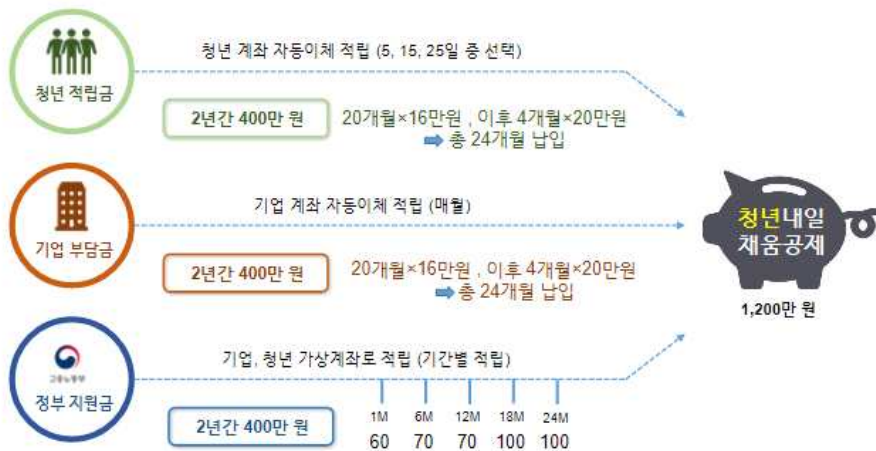 청년 적립금
청년 계좌 자동이체 적립 (5, 15, 25일 중 선택)
2년간 400만 원
20개월×16만원 , 이후 4개월×20만원
총 24개월 납입
기업 부담금
기업 계좌 자동이체 적립 (매월)
2년간 400만 원
20개월×16만원 , 이후 4개월×20만원
총 24개월 납입
청년내일
채움공제
1,200만 원
고용노동부
정부 지원금
기업, 청년 가상계좌로 적립 (기간별 적립)
2년간 400만 원
1M 6M 12M 18M 24M
60 70 70 100 100